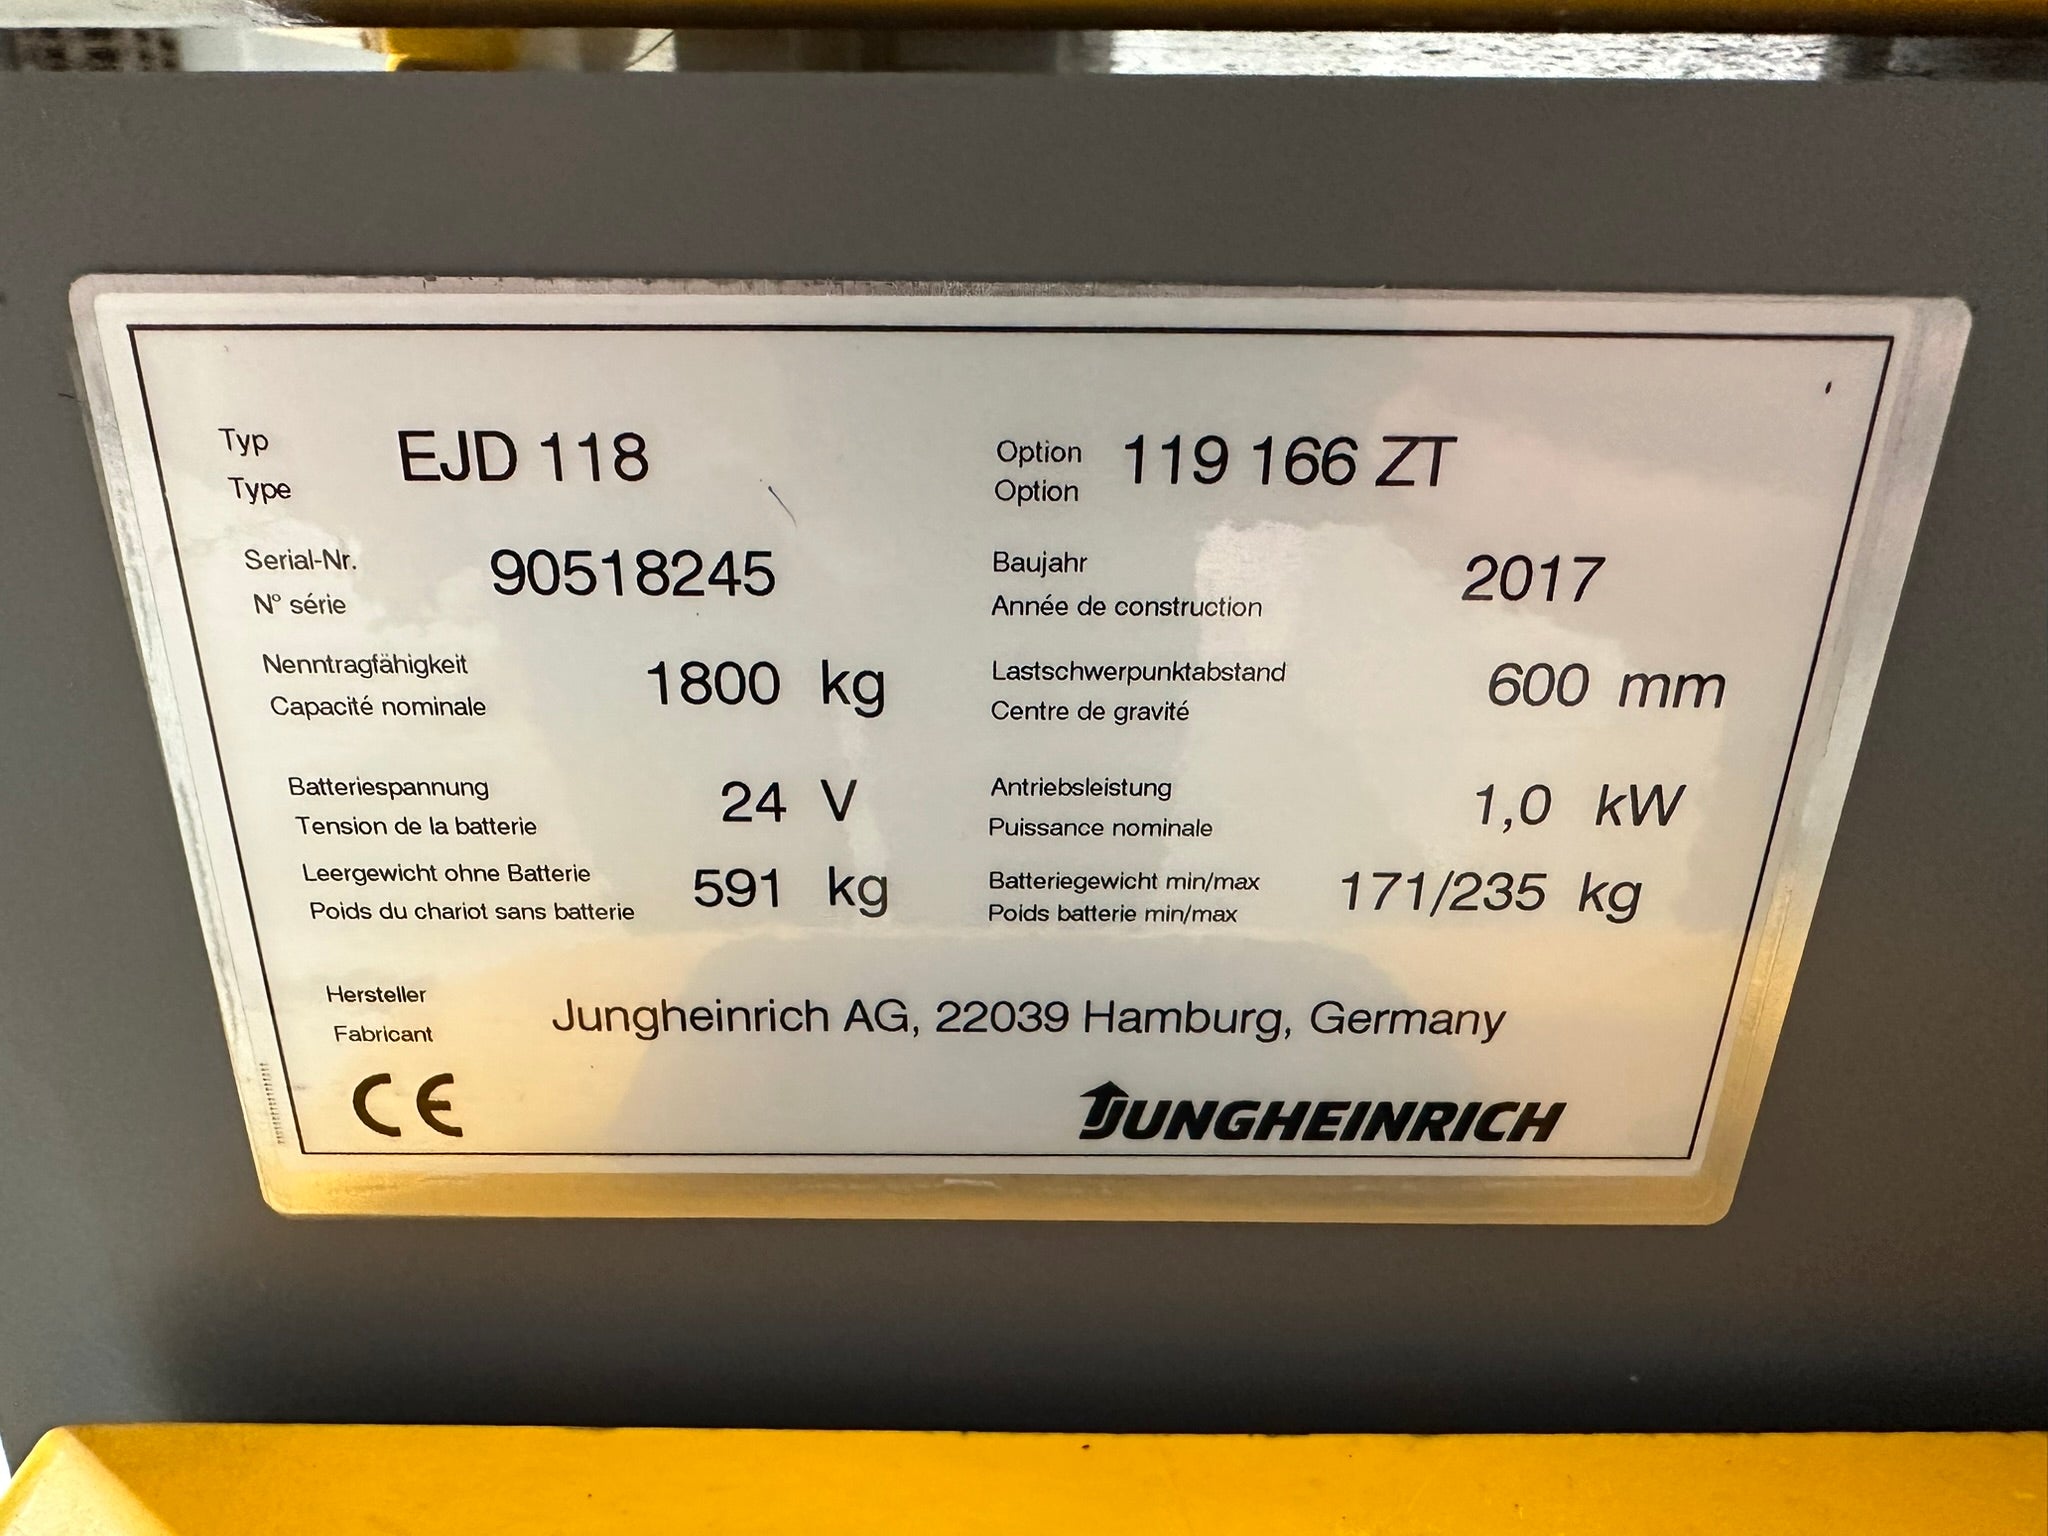 Typ
Type
EJD 118
Option
Option
119 166 ZT
Serial-Nr.
N° série
90518245
Baujahr
Année de construction
2017
Nenntragfähigkeit
Capacité nominale
1800 kg
Lastschwerpunktabstand
Centre de gravité
600 mm
Batteriespannung
Tension de la batterie
24 V
Antriebsleistung
Puissance nominale
1,0 kW
Leergewicht ohne Batterie
Poids du chariot sans batterie
591 kg
Batteriegewicht min/max
Poids batterie min/max
171/235 kg
Hersteller
Fabricant
Jungheinrich AG, 22039 Hamburg, Germany
CE
JUNGHEINRICH